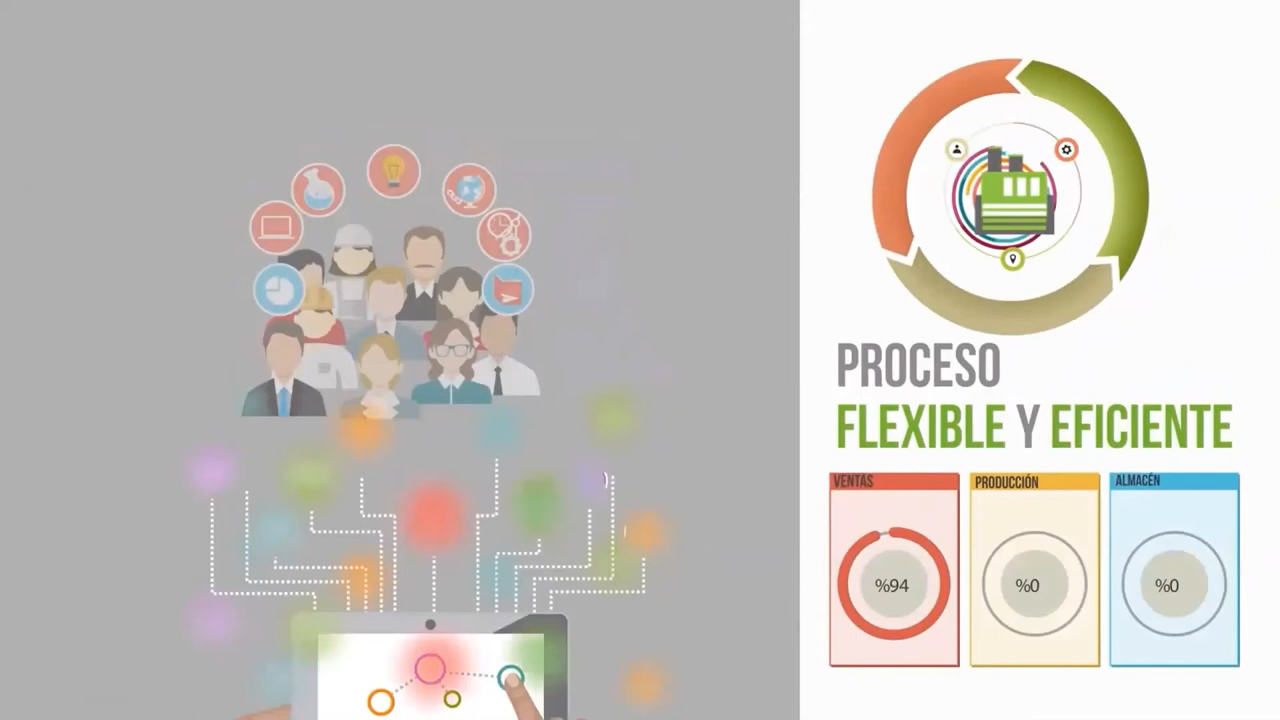 PROCESO
FLEXIBLE Y EFICIENTE
VENTAS
PRODUCCIÓN
ALMACÉN
%94
%0
%0